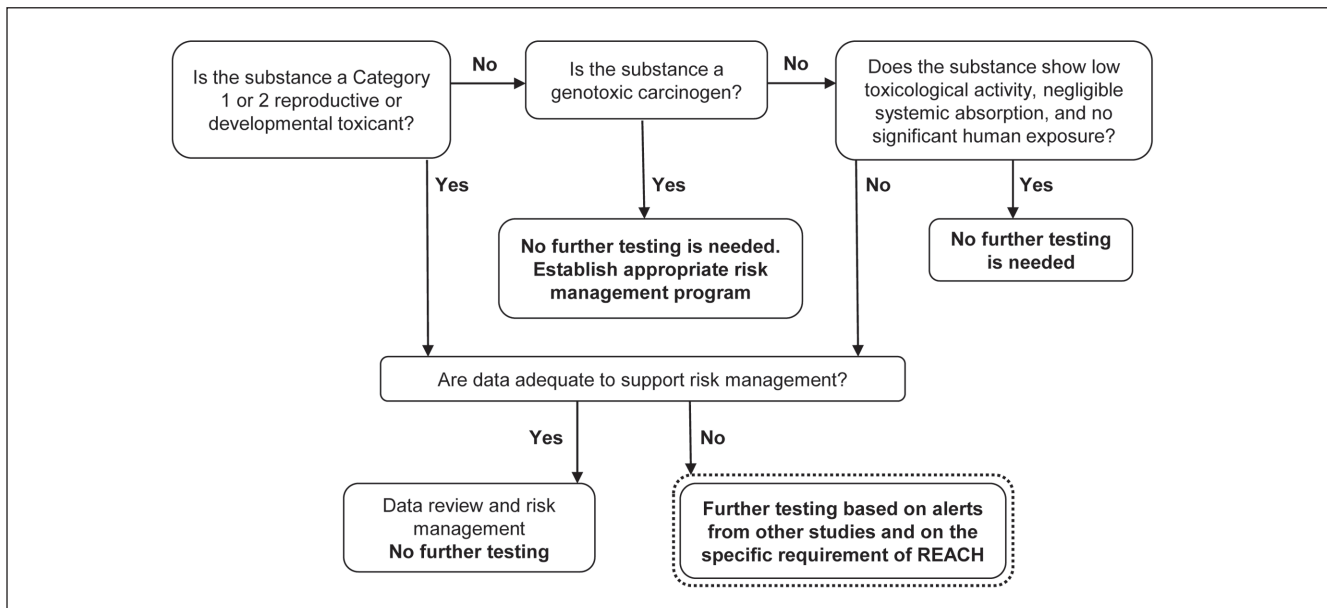 Is the substance a Category
1 or 2 reproductive or
developmental toxicant?
No
Is the substance a
genotoxic carcinogen?
No
Does the substance show low
toxicological activity, negligible
systemic absorption, and no
significant human exposure?
Yes
Yes
No
Yes
No further testing is needed.
Establish appropriate risk
management program
No further testing
is needed
Are data adequate to support risk management?
Yes
No
Data review and risk
management
No further testing
Further testing based on alerts
from other studies and on the
specific requirement of REACH